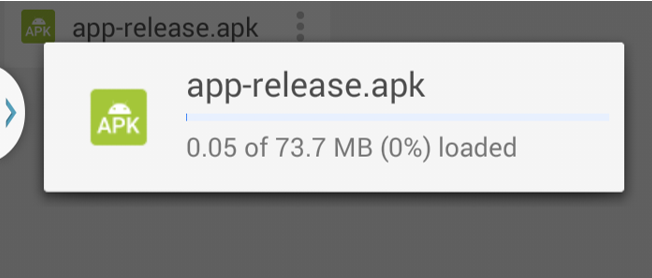 APK app-release.apk
app-release.apk
APK
0.05 of 73.7 MB (0%) loaded